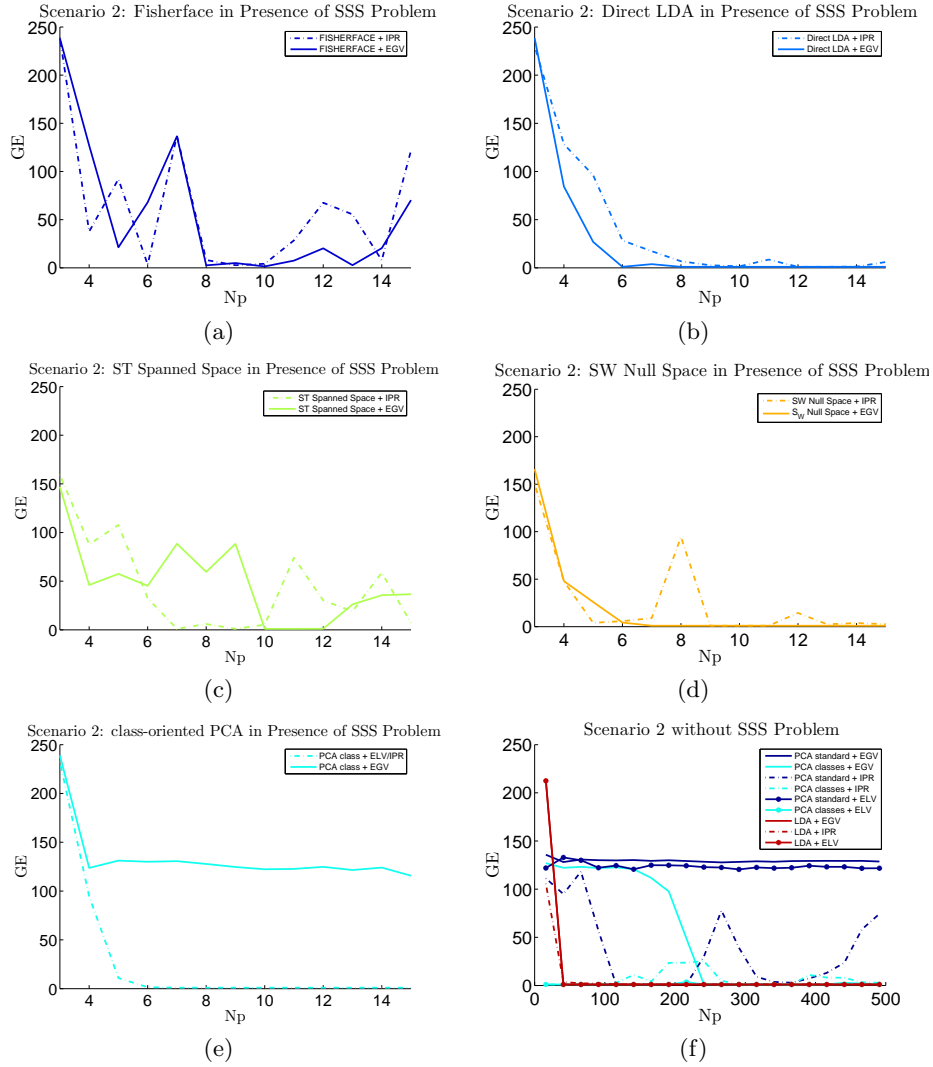 Scenario 2: Fisherface in Presence of SSS Problem
FISHERFACE + IPR
FISHERFACE + EGV
250
200
150
100
50
0
GE
4 6 8 10 12 14
Np
(a)
Scenario 2: Direct LDA in Presence of SSS Problem
Direct LDA + IPR
Direct LDA + EGV
250
200
150
100
50
0
GE
4 6 8 10 12 14
Np
(b)
Scenario 2: ST Spanned Space in Presence of SSS Problem
ST Spanned Space + IPR
ST Spanned Space + EGV
250
200
150
100
50
0
GE
4 6 8 10 12 14
Np
(c)
Scenario 2: SW Null Space in Presence of SSS Problem
SW Null Space + IPR
S_W Null Space + EGV
250
200
150
100
50
0
GE
4 6 8 10 12 14
Np
(d)
Scenario 2: class-oriented PCA in Presence of SSS Problem
PCA class + ELV/IPR
PCA class + EGV
250
200
150
100
50
0
GE
4 6 8 10 12 14
Np
(e)
Scenario 2 without SSS Problem
PCA standard + EGV
PCA classes + EGV
PCA standard + IPR
PCA classes + IPR
PCA standard + ELV
PCA classes + ELV
LDA + EGV
LDA + IPR
LDA + ELV
250
200
150
100
50
0
GE
0 100 200 300 400 500
Np
(f)